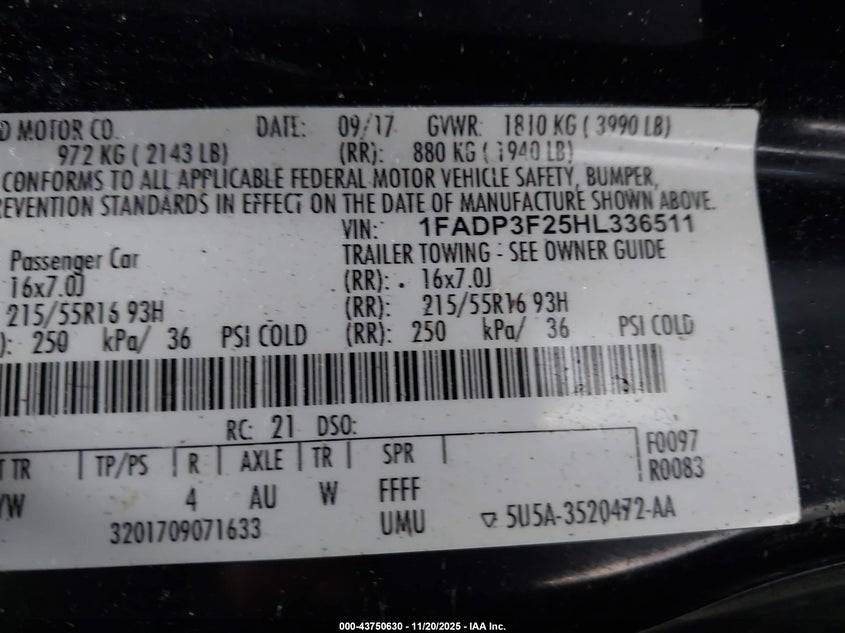 MOTOR CO. DATE: 09/17 GVWR: 1810 KG ( 3990 LB)
972 KG ( 2143 LB) (RR): 880 KG ( 1940 LB)
CONFORMS TO ALL APPLICABLE FEDERAL MOTOR VEHICLE SAFETY, BUMPER,
REVENTION STANDARDS IN EFFECT ON THE DATE OF MANUFACTURE SHOWN ABOVE.
VIN: 1FADP3F25HL336511
Passenger Car TRAILER TOWING - SEE OWNER GUIDE
16x7.0J (RR): 16x7.0J
215/55R16 93H (RR): 215/55R16 93H
): 250 kPa/ 36 PSI COLD (RR): 250 kPa/ 36 PSI COLD
RC: 21 DSO:
T TR TP/PS R AXLE TR SPR F0097
R0083
/W 4 AU W FFFF
3201709071633 UMU 5U5A-3520472-AA
000-43750630 - 11/20/2025 - IAA Inc.